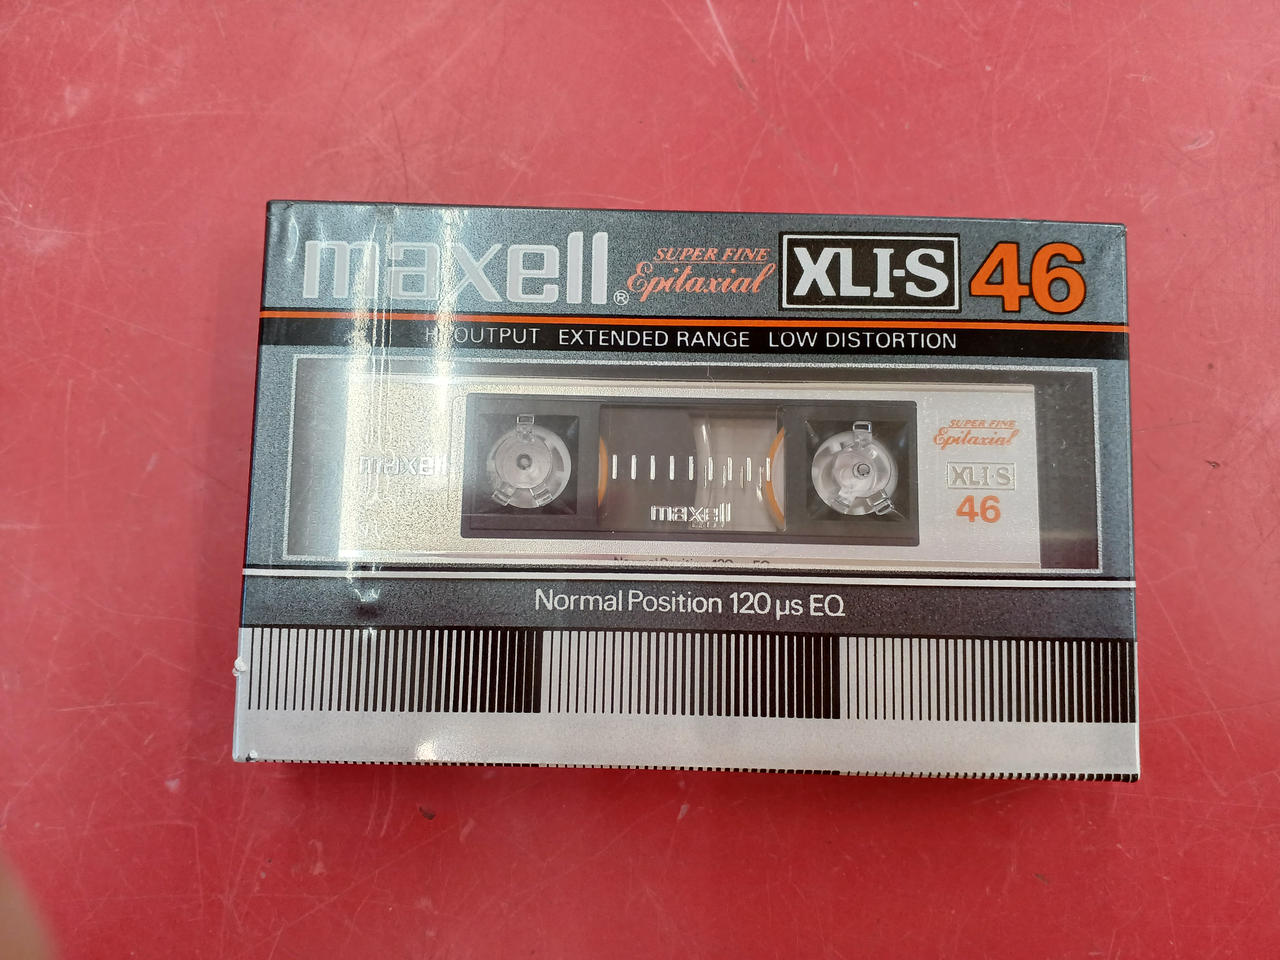 maxell® SUPER FINE Epitaxial XLI-S 46
OUTPUT EXTENDED RANGE LOW DISTORTION
maxell
SUPER FINE
Epitaxial
XLI-S
46
maxell
Normal Position 120 µs EQ